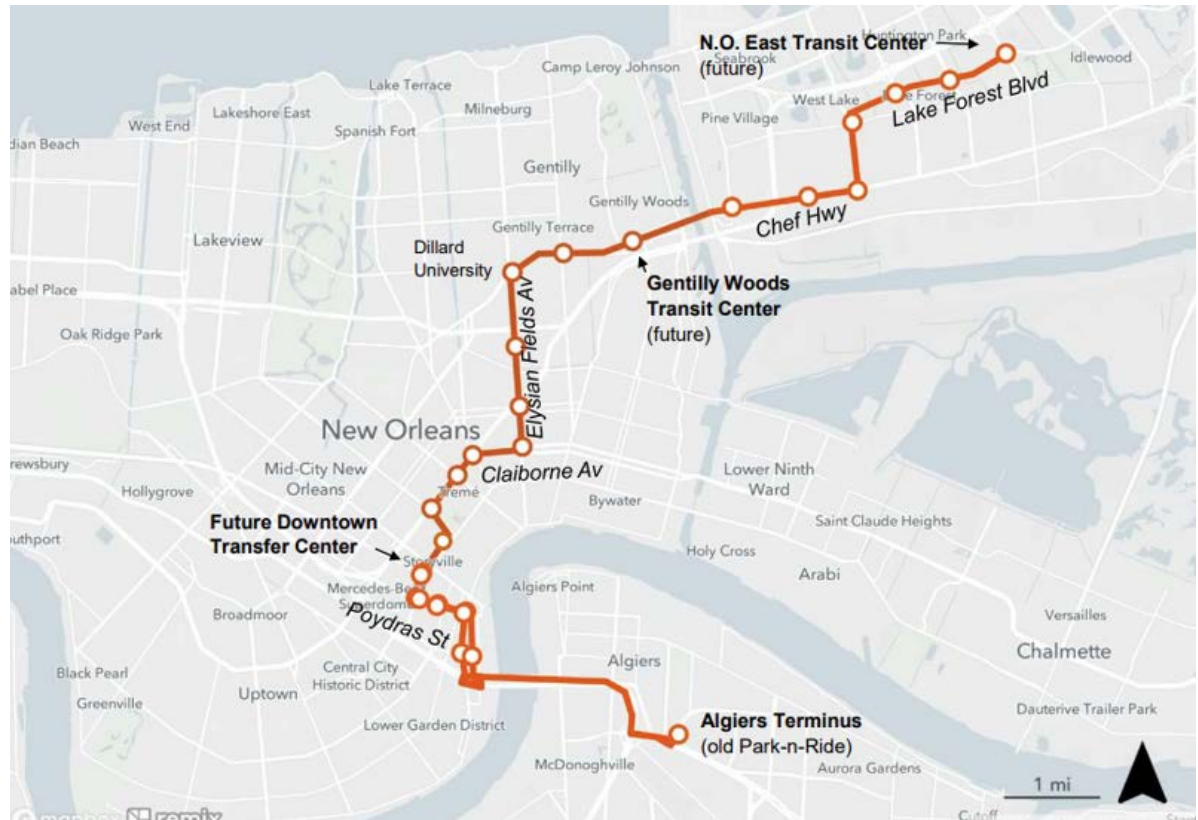 N.O. East Transit Center
(future)
Huntington Park
Seabrook
Idlewood
Camp Leroy Johnson
Lake Terrace
West Lake
Lake Forest Blvd
Lakeshore East
Milneburg
Pine Village
West End
Spanish Fort
Gentilly
Gentilly Woods
Chef Hwy
Gentilly Terrace
Lakeview
Dillard
University
Gentilly Woods
Transit Center
(future)
Elysian Fields Av
Oak Ridge Park
New Orleans
Claiborne Av
Mid-City New
Orleans
Hollygrove
Lower Ninth
Ward
Bywater
Saint Claude Heights
Future Downtown
Transfer Center
Holy Cross
Arabi
Algiers Point
Broadmoor
Poydras St
Versailles
Chalmette
Black Pearl
Greenville
Uptown
Central City
Historic District
Algiers
Lower Garden District
Dauterive Trailer Park
Algiers Terminus
(old Park-n-Ride)
McDonoghville
Aurora Gardens
1 mi
mapbox remix